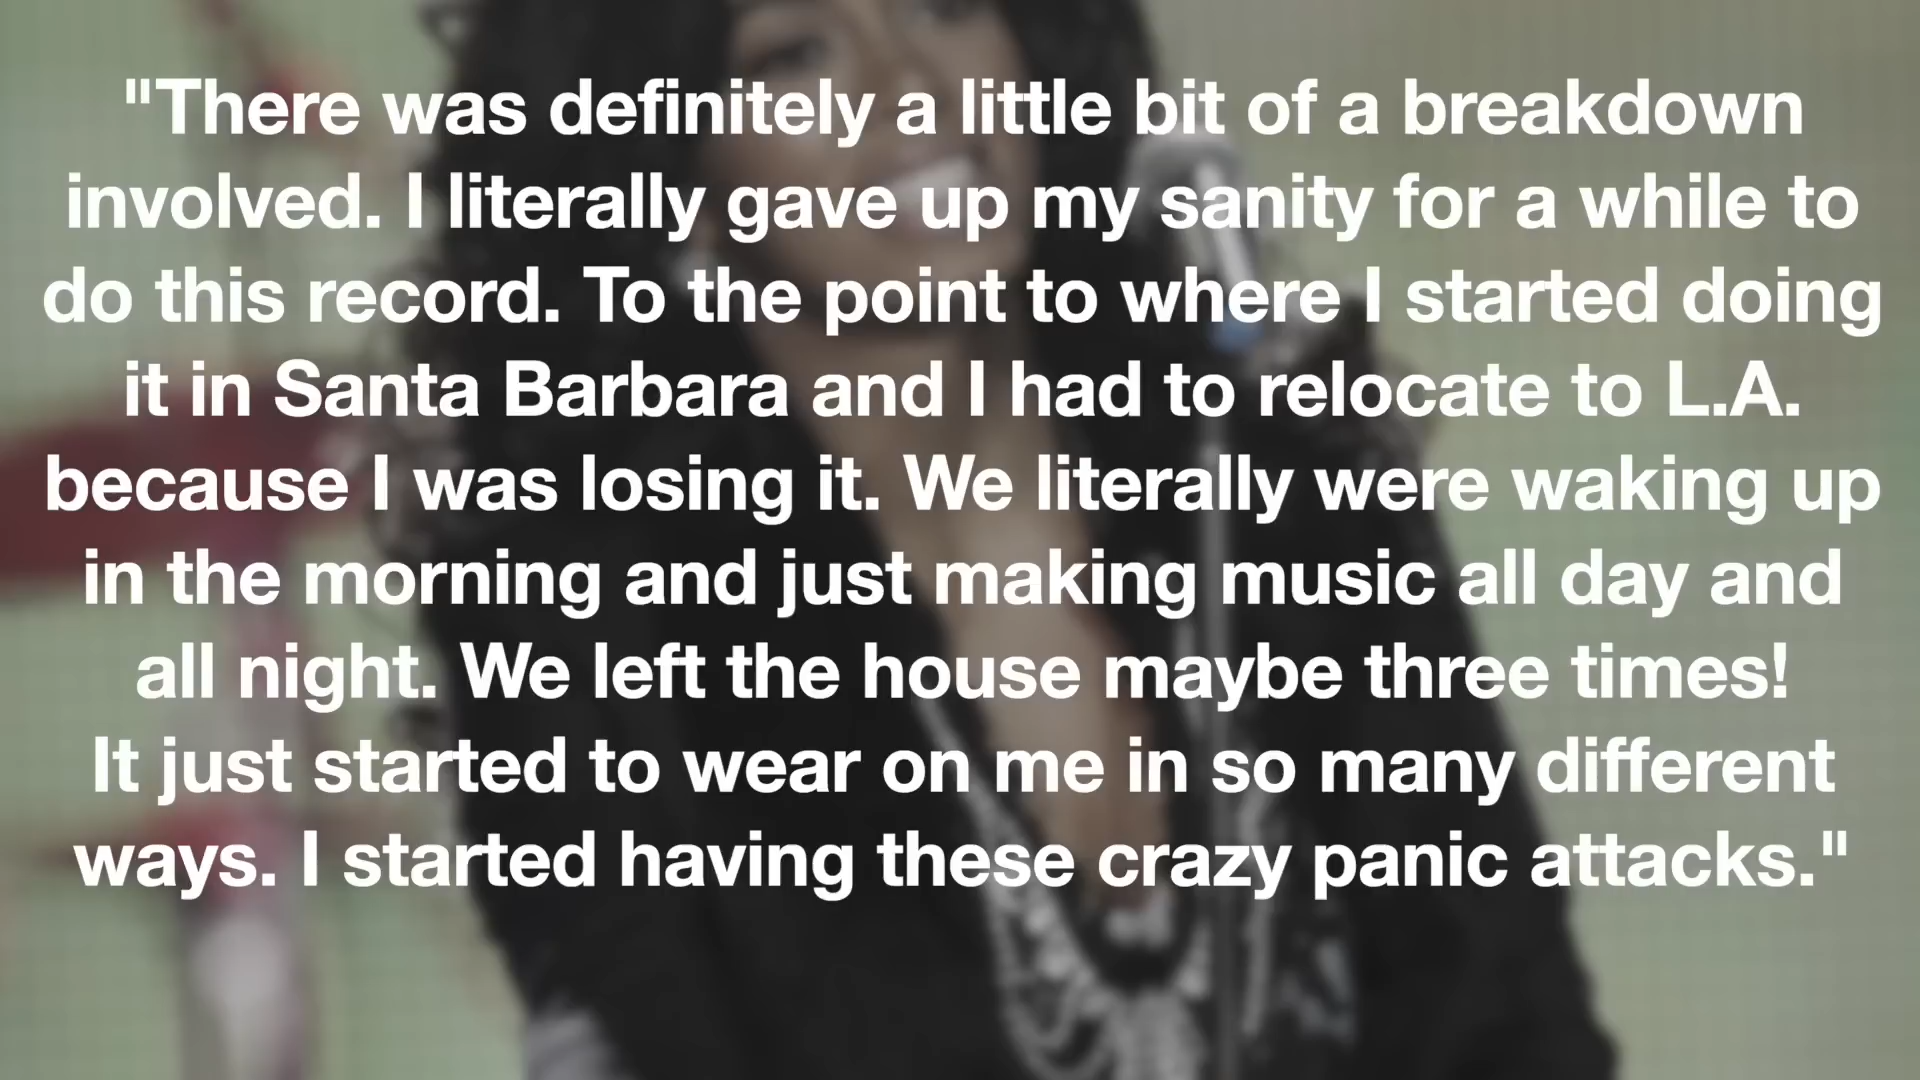 "There was definitely a little bit of a breakdown
involved. I literally gave up my sanity for a while to
do this record. To the point to where I started doing
it in Santa Barbara and I had to relocate to L.A.
because I was losing it. We literally were waking up
in the morning and just making music all day and
all night. We left the house maybe three times!
It just started to wear on me in so many different
ways. I started having these crazy panic attacks."